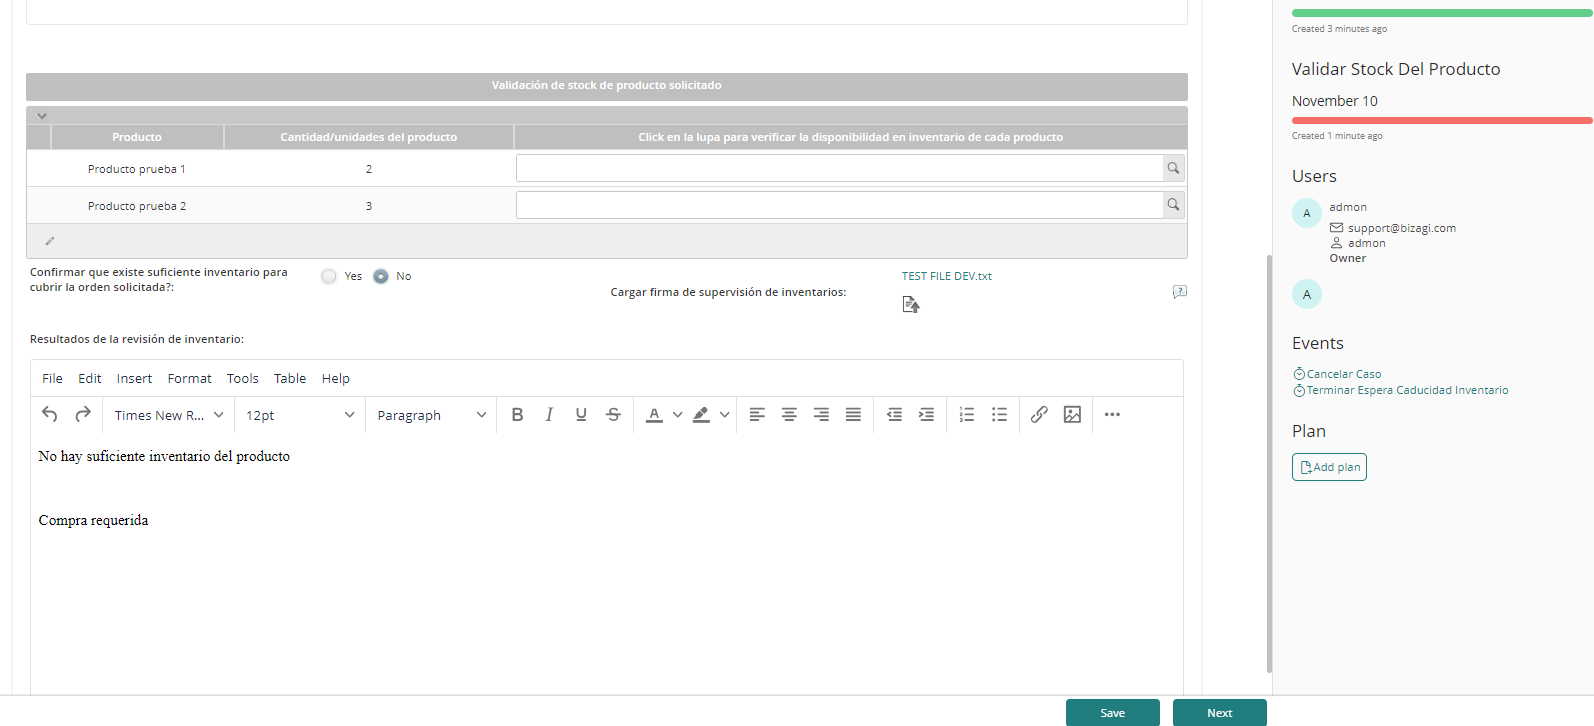 Validación de stock de producto solicitado
Producto
Cantidad/unidades del producto
Click en la lupa para verificar la disponibilidad en inventario de cada producto
Producto prueba 1
2
Producto prueba 2
3
Confirmar que existe suficiente inventario para
cubrir la orden solicitada?:
Yes
No
Cargar firma de supervisión de inventarios:
TEST FILE DEV.txt
Resultados de la revisión de inventario:
File Edit Insert Format Tools Table Help
Times New R... 12pt Paragraph B I U S A
No hay suficiente inventario del producto
Compra requerida
Save
Next
Created 3 minutes ago
Validar Stock Del Producto
November 10
Created 1 minute ago
Users
A
admon
support@bizagi.com
admon
Owner
A
Events
Cancelar Caso
Terminar Espera Caducidad Inventario
Plan
Add plan